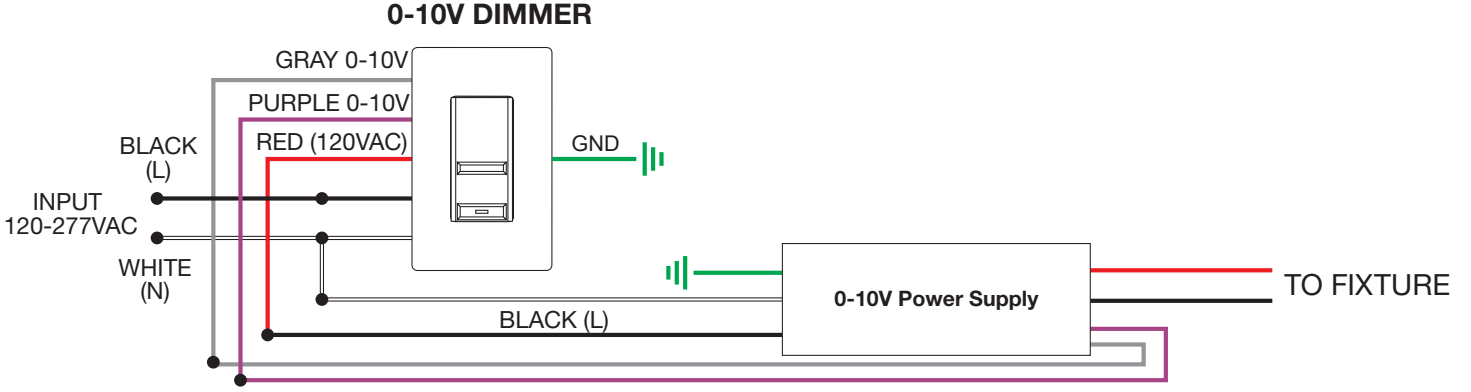 0-10V DIMMER
GRAY 0-10V
PURPLE 0-10V
RED (120VAC)
GND
BLACK
(L)
INPUT
120-277VAC
WHITE
(N)
0-10V Power Supply
TO FIXTURE
BLACK (L)